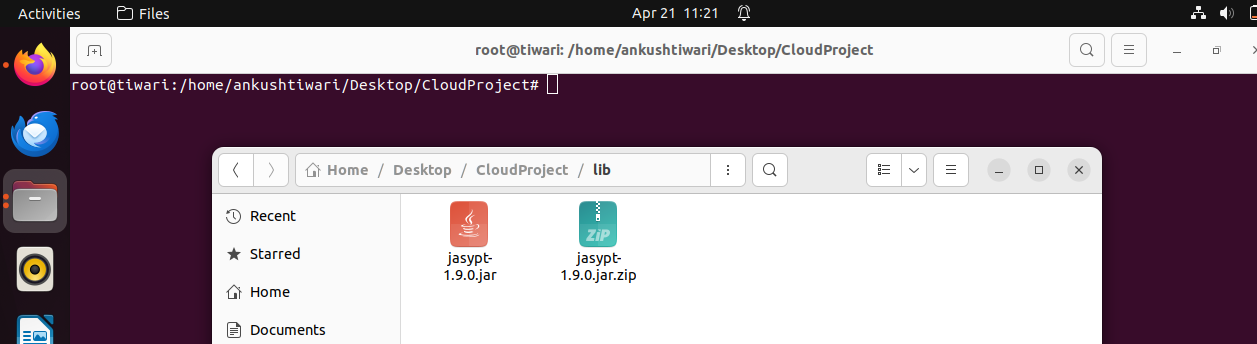 Activities Files Apr 21 11:21
root@tiwari: /home/ankushtiwari/Desktop/CloudProject
root@tiwari:/home/ankushtiwari/Desktop/CloudProject#
Home / Desktop / CloudProject / lib
Recent
Starred
Home
Documents
jasypt-
1.9.0.jar
ZiP
jasypt-
1.9.0.jar.zip